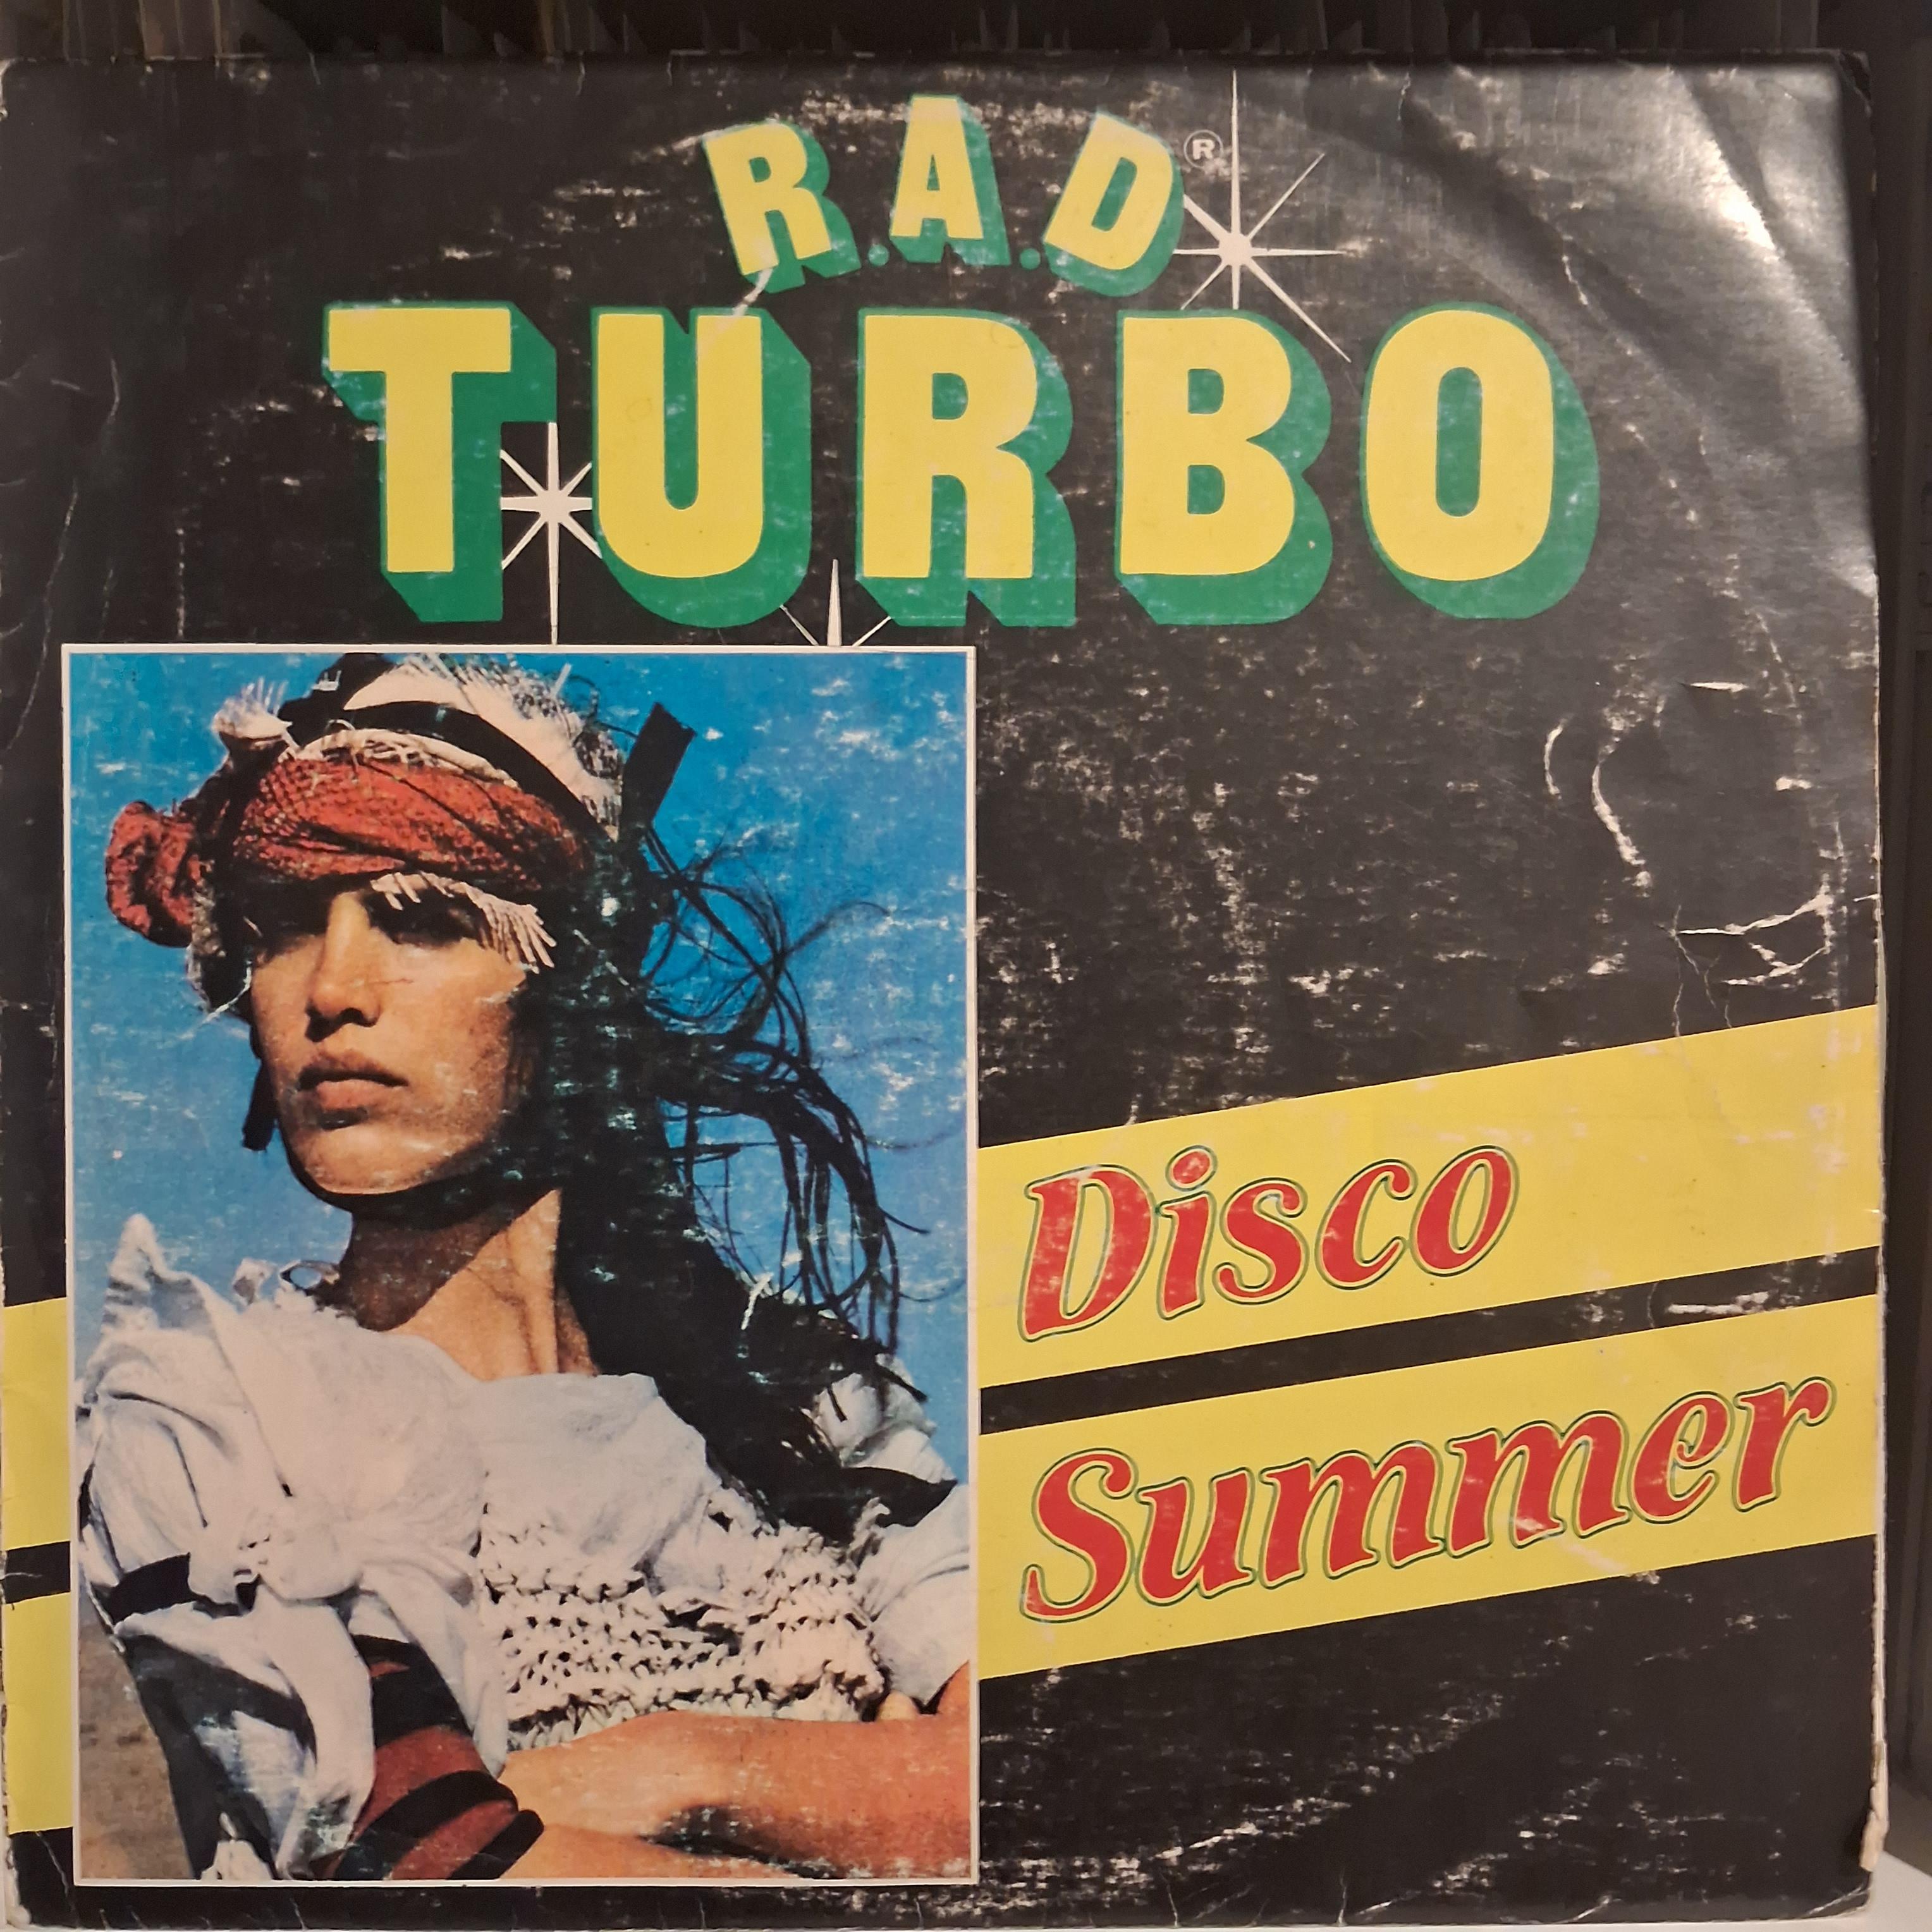 R.A.D ®
TURBO
Disco
Summer